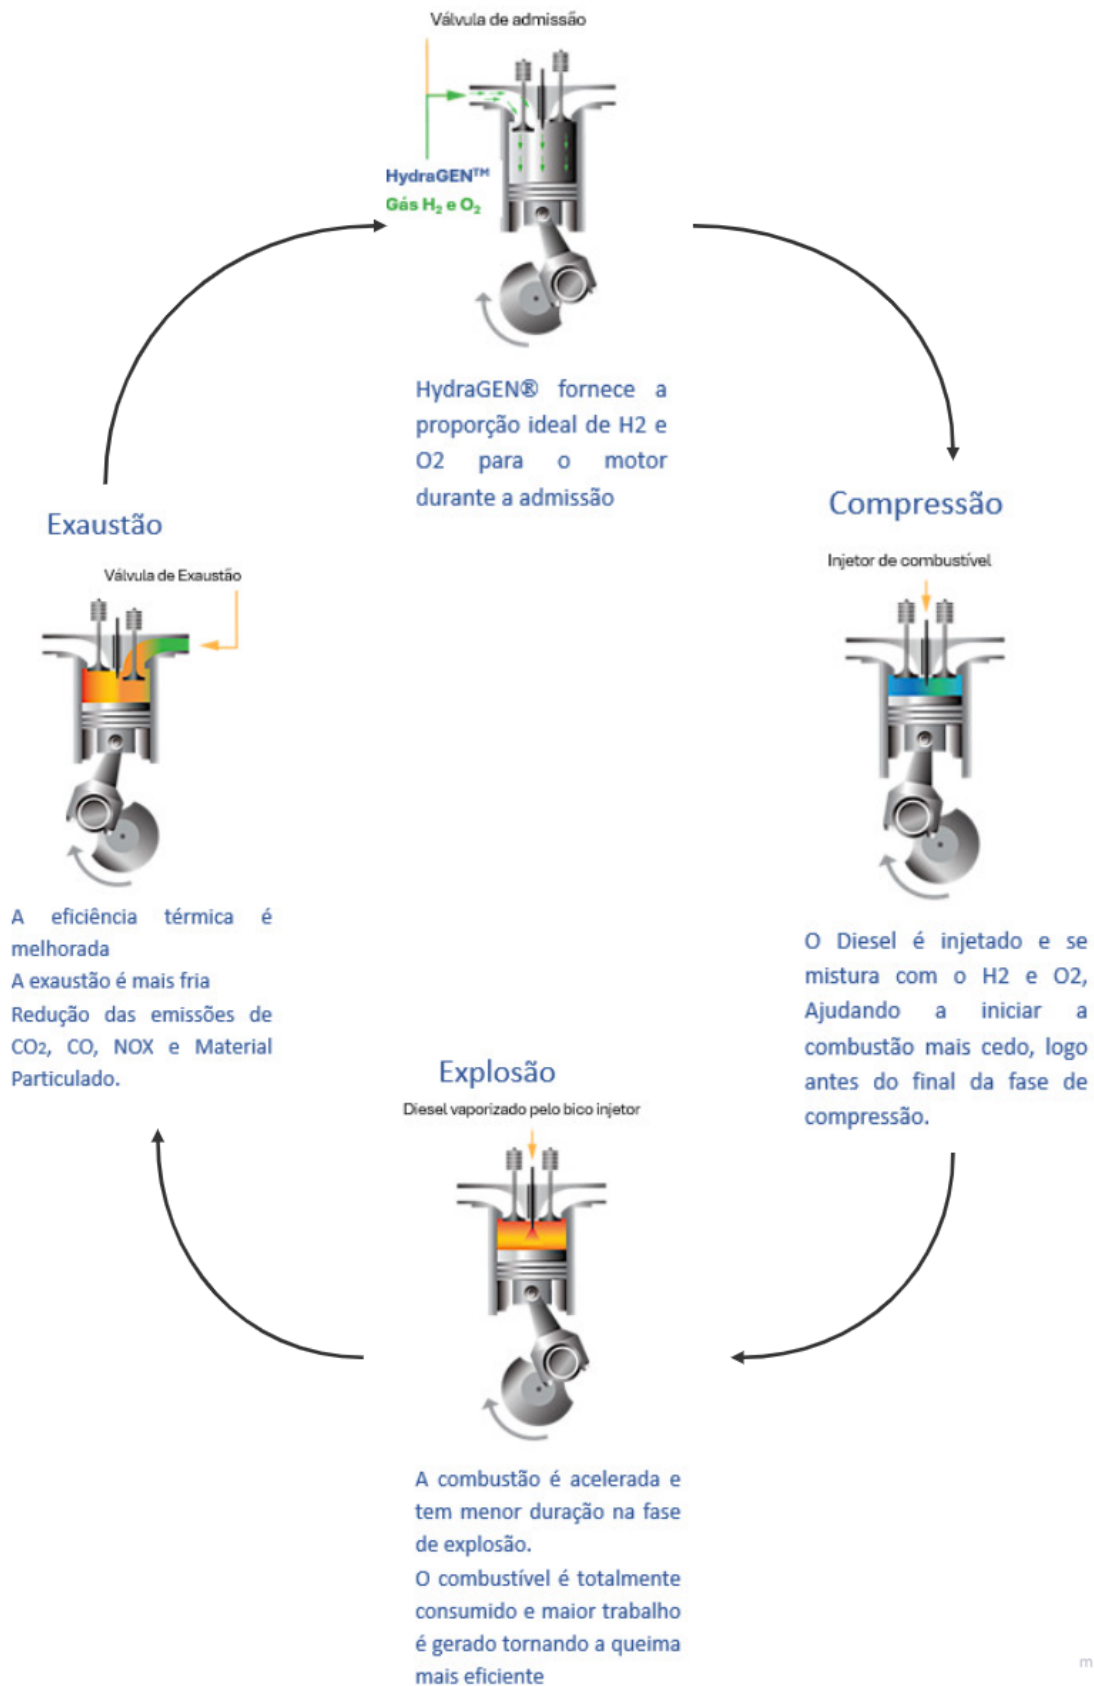 Válvula de admissão
HydraGEN™
Gás H₂ e O₂
HydraGEN® fornece a
proporção ideal de H2 e
O2 para o motor
durante a admissão
Compressão
Injetor de combustível
O Diesel é injetado e se
mistura com o H2 e O2,
Ajudando a iniciar a
combustão mais cedo, logo
antes do final da fase de
compressão.
Explosão
Diesel vaporizado pelo bico injetor
A combustão é acelerada e
tem menor duração na fase
de explosão.
O combustível é totalmente
consumido e maior trabalho
é gerado tornando a queima
mais eficiente
Exaustão
Válvula de Exaustão
A eficiência térmica é
melhorada
A exaustão é mais fria
Redução das emissões de
CO₂, CO, NOX e Material
Particulado.
m